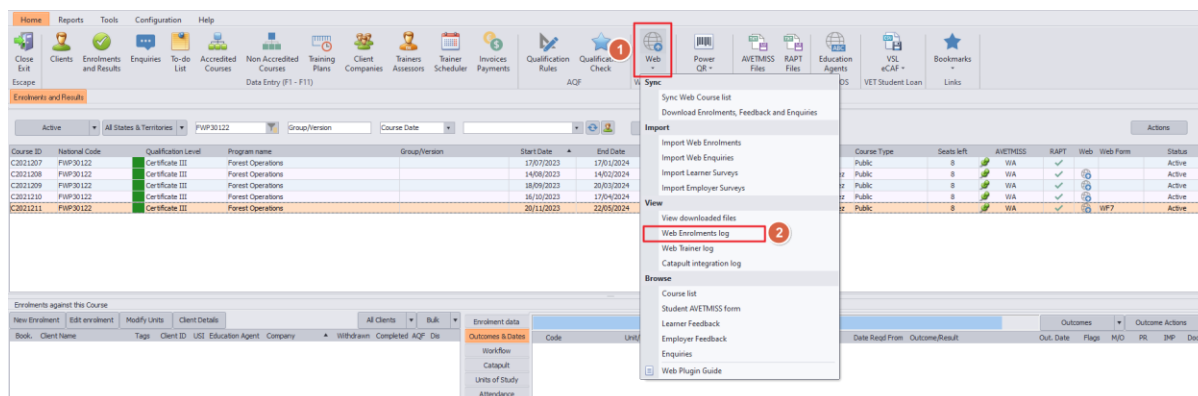 Home Reports Tools Configuration Help
Close Exit Clients Enrolments and Results Enquiries To-do List Accredited Courses Non Accredited Courses Training Plans Client Companies Trainers Assessors Trainer Scheduler Invoices Payments Qualification Rules Check 1 Web Power QR AVETMISS Files RAPT Files Education Agents VSL eCAF Bookmarks
Escape Data Entry (F1 - F11) AQF VET Student Loan Links
Enrolments and Results
Active All States & Territories FWP30122 Group/Version Course Date Actions
Course ID National Code Qualification Level Program name Group/Version Start Date End Date Course Type Seats left AVETMISS RAPT Web Web Form Status
C2021207 FWP30122 Certificate III Forest Operations 17/07/2023 17/01/2024 Public 8 WA Active
C2021208 FWP30122 Certificate III Forest Operations 14/08/2023 14/02/2024 Public 8 WA Active
C2021209 FWP30122 Certificate III Forest Operations 18/09/2023 20/03/2024 Public 8 WA Active
C2021210 FWP30122 Certificate III Forest Operations 16/10/2023 17/04/2024 Public 8 WA Active
C2021211 FWP30122 Certificate III Forest Operations 20/11/2023 22/05/2024 Public 8 WA WF7 Active
Sync
Sync Web Course list
Download Enrolments, Feedback and Enquiries
Import
Import Web Enrolments
Import Web Enquiries
Import Learner Surveys
Import Employer Surveys
View
View downloaded files
Web Enrolments log 2
Web Trainer log
Catapult integration log
Browse
Course list
Student AVETMISS form
Learner Feedback
Employer Feedback
Enquiries
Web Plugin Guide
Enrolments against this Course
New Enrolment Edit enrolment Modify Units Client Details All Clients Bulk Enrolment data Outcomes Outcome Actions
Book. Client Name Tags Client ID USI Education Agent Company Withdrawn Completed AQF Dis Outcomes & Dates Code Date Reqd From Outcome/Result Out. Date Flags M/O PR IMP
Workflow
Catapult
Units of Study
Attendance